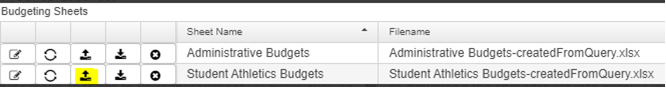 Budgeting Sheets
Sheet Name Filename
Administrative Budgets Administrative Budgets-createdFromQuery.xlsx
Student Athletics Budgets Student Athletics Budgets-createdFromQuery.xlsx